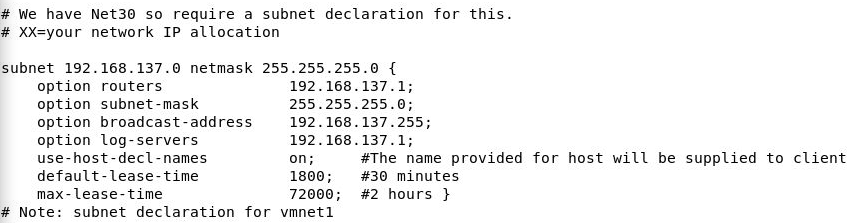 # We have Net30 so require a subnet declaration for this.
# XX=your network IP allocation

subnet 192.168.137.0 netmask 255.255.255.0 {
    option routers              192.168.137.1;
    option subnet-mask          255.255.255.0;
    option broadcast-address    192.168.137.255;
    option log-servers          192.168.137.1;
    use-host-decl-names         on;     #The name provided for host will be supplied to client
    default-lease-time          1800;   #30 minutes
    max-lease-time              72000;  #2 hours }
# Note: subnet declaration for vmnet1